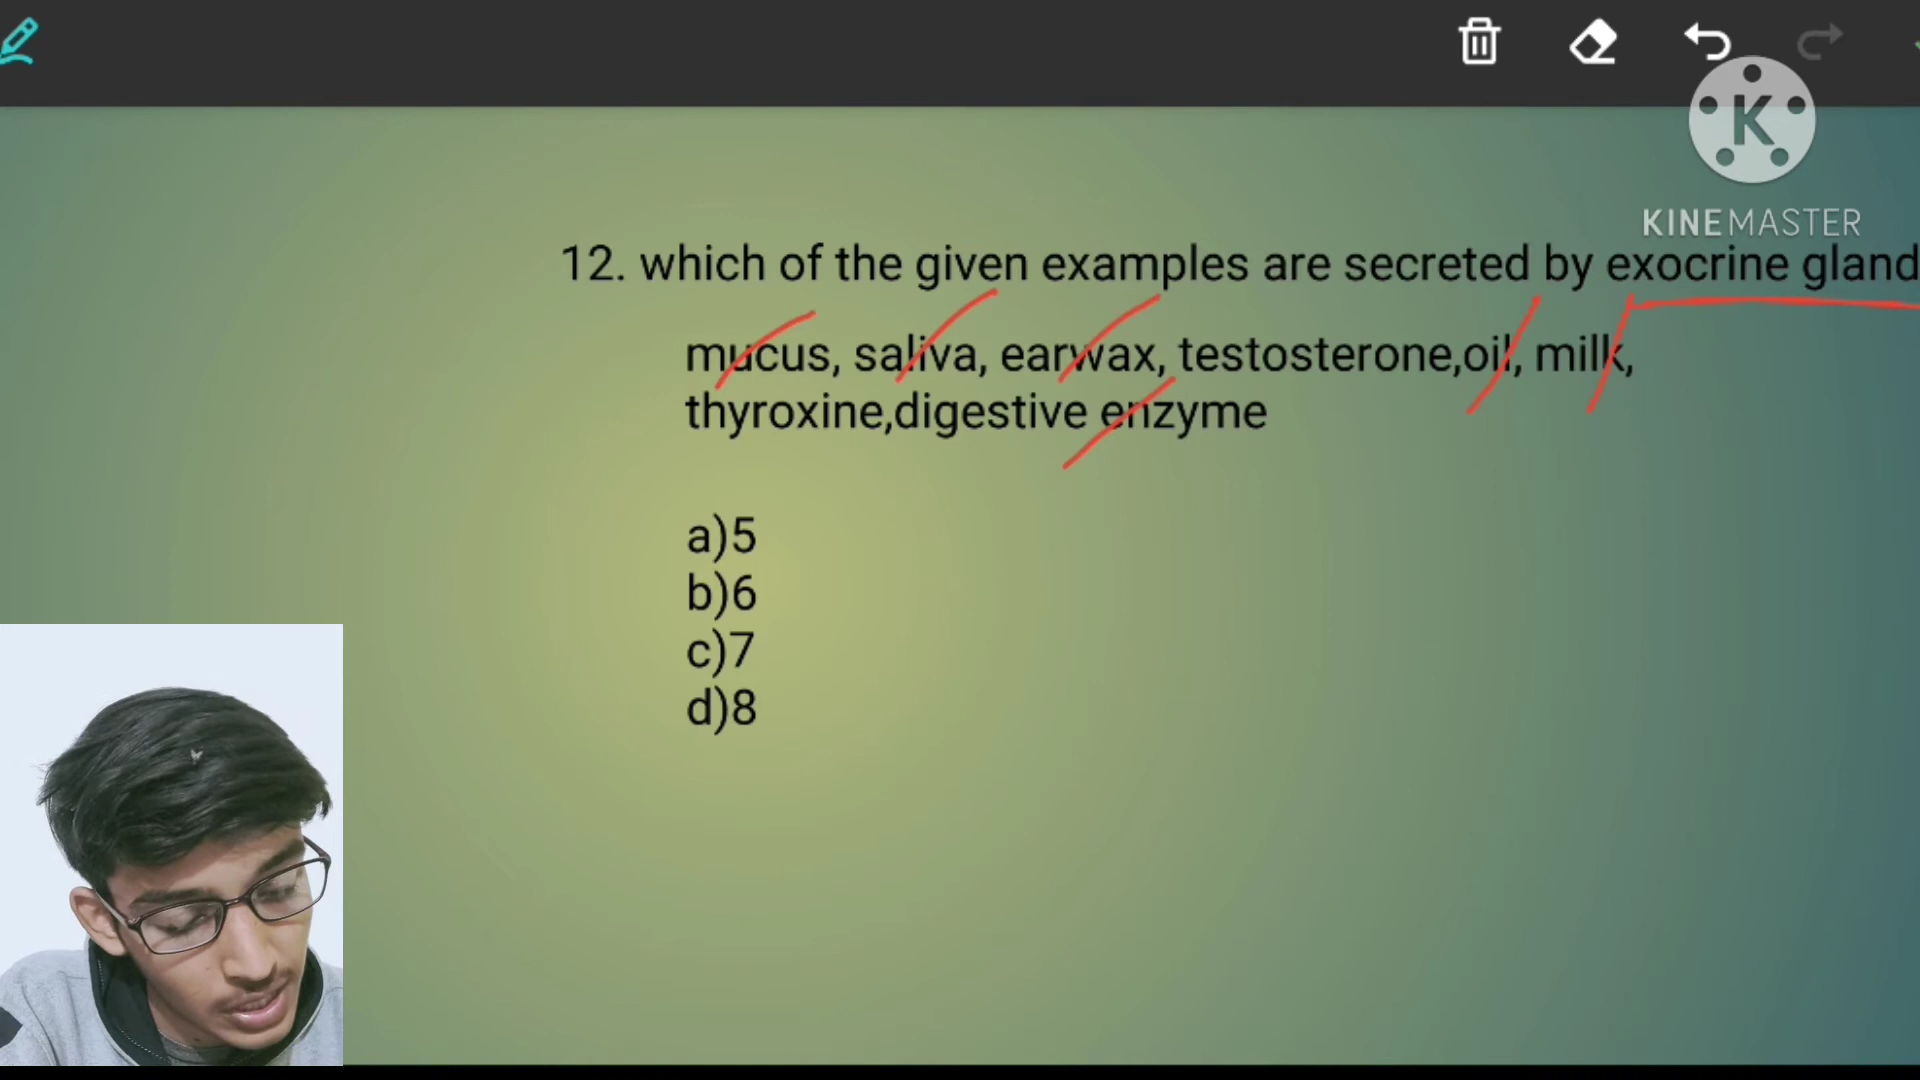 K
KINEMASTER
12. which of the given examples are secreted by exocrine gland
mucus, saliva, earwax, testosterone,oil, milk,
thyroxine,digestive enzyme
a)5
b)6
c)7
d)8